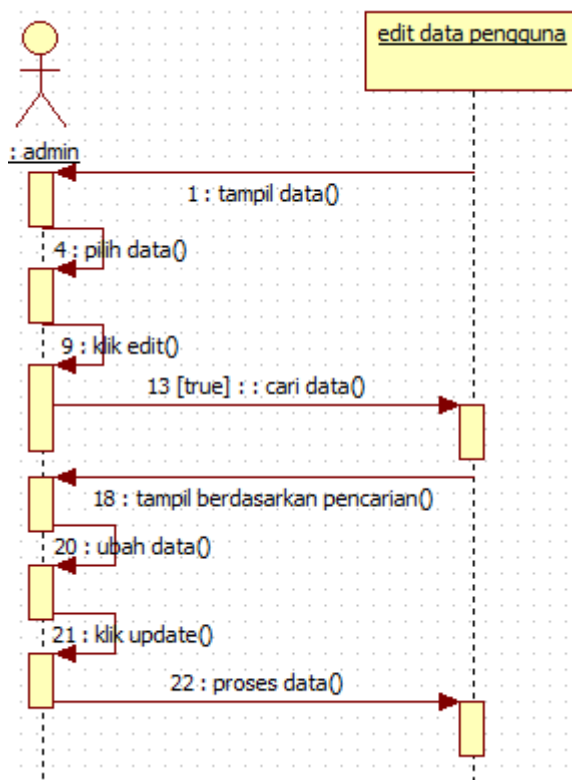 edit data pengguna
: admin
1 : tampil data()
4 : pilih data()
9 : klik edit()
13 [true] : : cari data()
18 : tampil berdasarkan pencarian()
20 : ubah data()
21 : klik update()
22 : proses data()